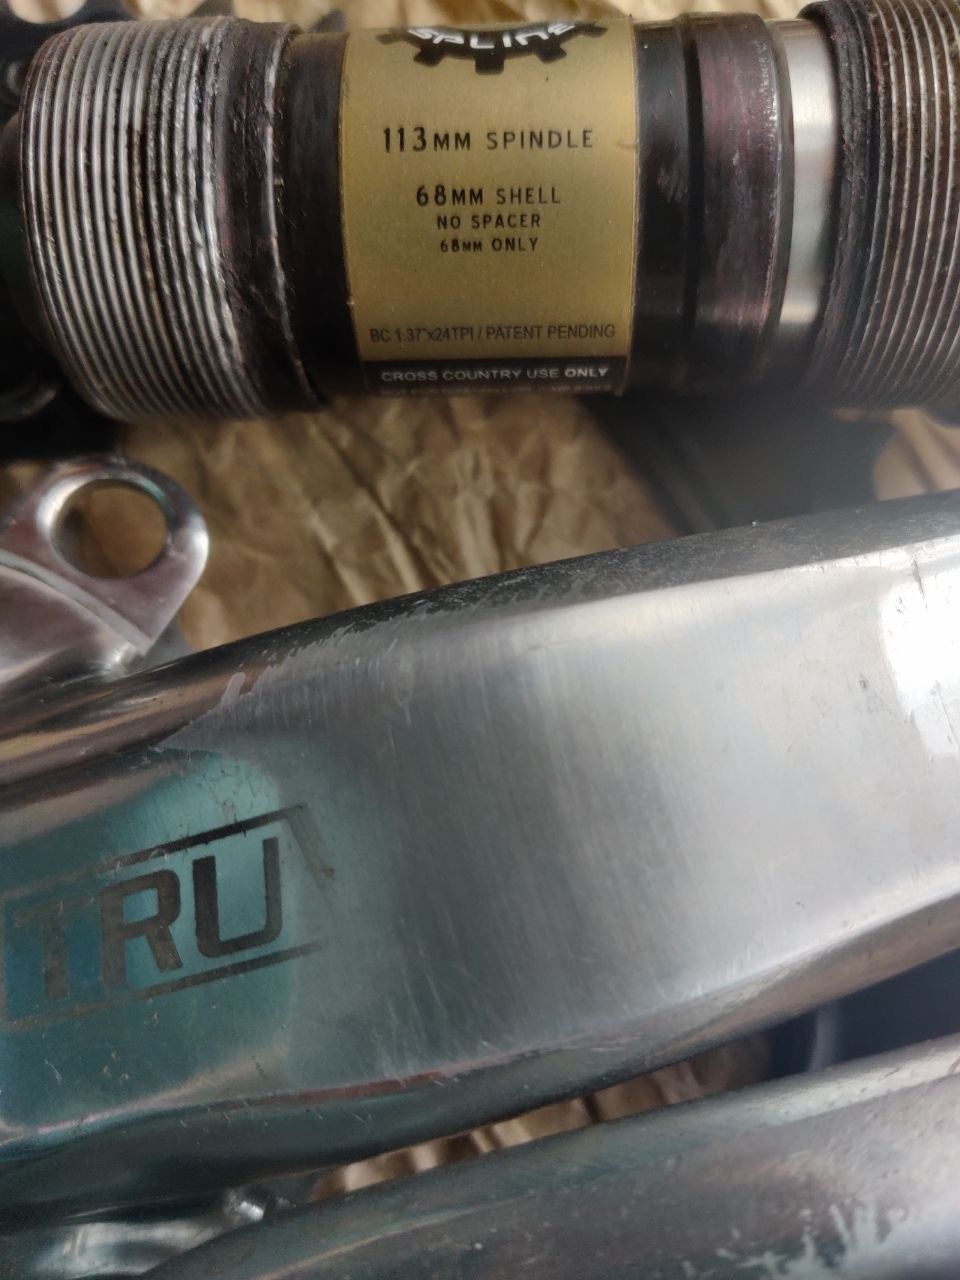 SPLINE
113MM SPINDLE
68MM SHELL
NO SPACER
68MM ONLY
BC 1.37"x24TPI / PATENT PENDING
CROSS COUNTRY USE ONLY
TRU